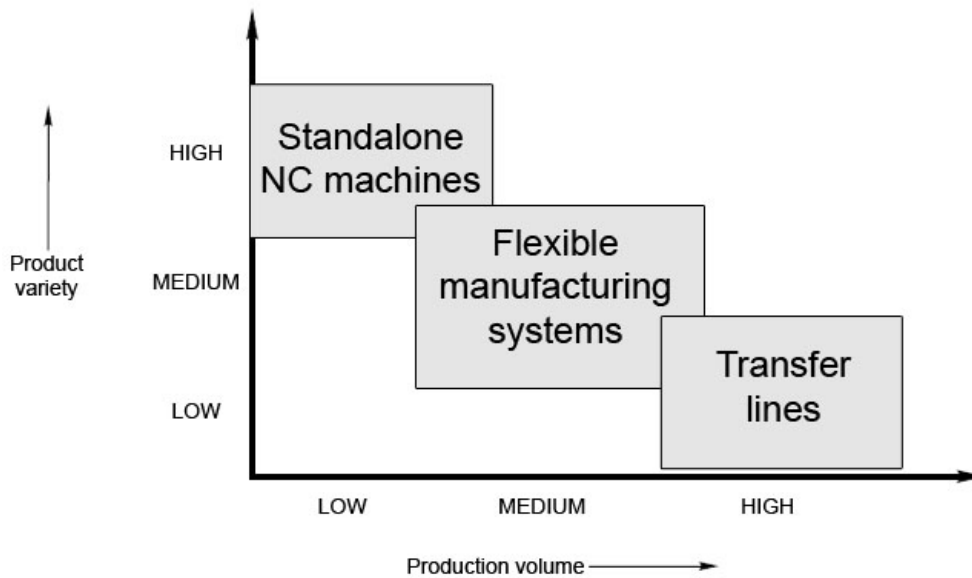 Standalone
NC machines
HIGH
Flexible
manufacturing
systems
Product
variety
MEDIUM
Transfer
lines
LOW
LOW
MEDIUM
HIGH
Production volume